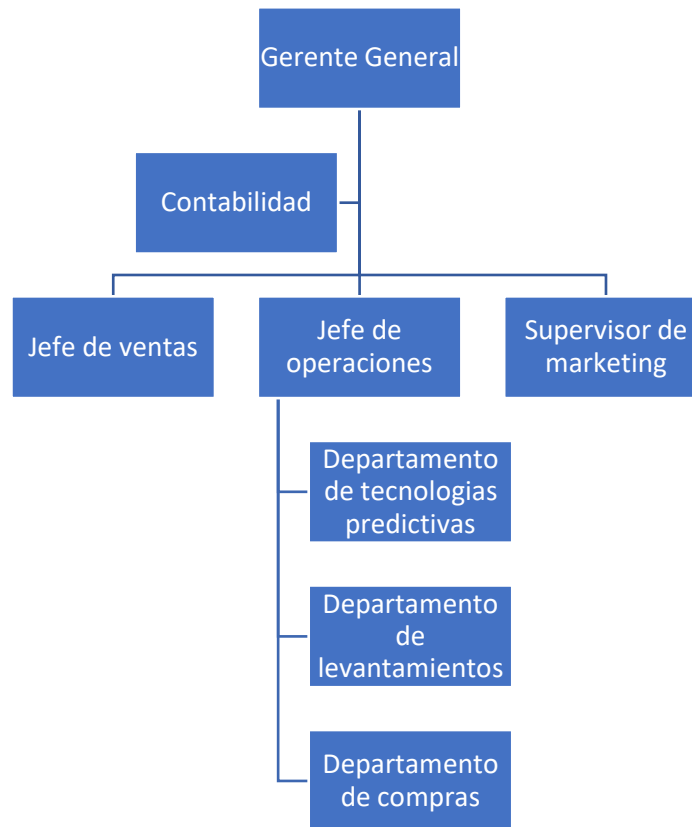 Gerente General
Contabilidad
Jefe de ventas
Jefe de
operaciones
Supervisor de
marketing
Departamento
de tecnologias
predictivas
Departamento
de
levantamientos
Departamento
de compras